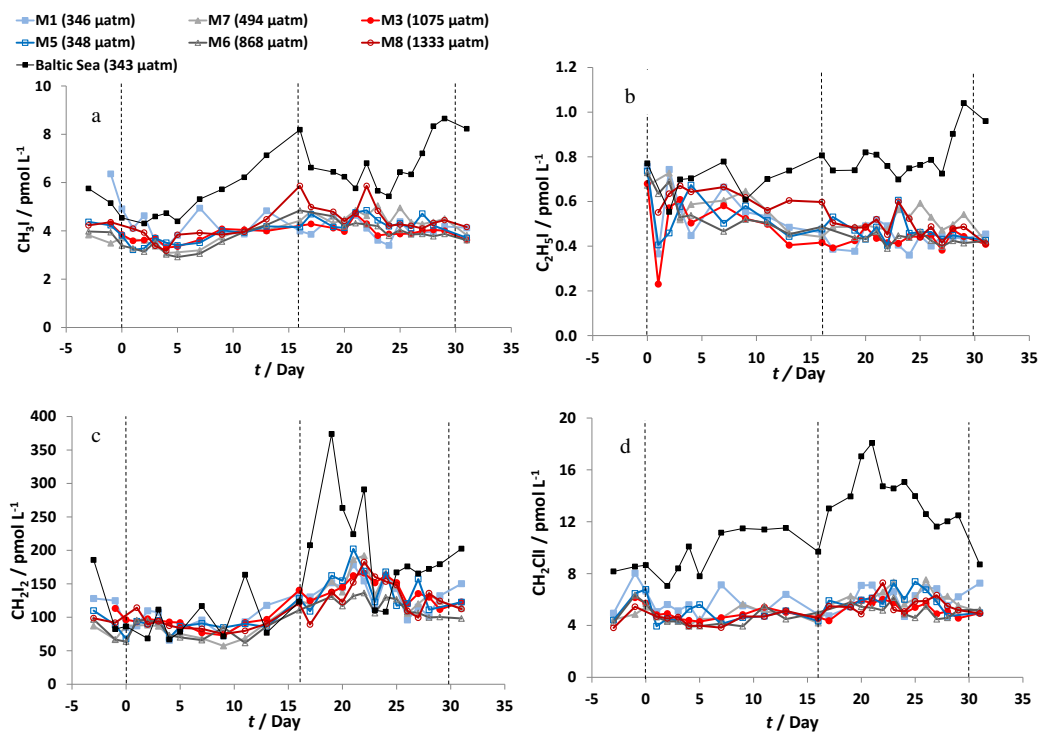 M1 (346 µatm) M7 (494 µatm) M3 (1075 µatm)
M5 (348 µatm) M6 (868 µatm) M8 (1333 µatm)
Baltic Sea (343 µatm)
a
CH₃I / pmol L⁻¹
10
8
6
4
2
0
-5 0 5 10 15 20 25 30 35
t / Day
b
C₂H₅I / pmol L⁻¹
1.2
1.0
0.8
0.6
0.4
0.2
0.0
-5 0 5 10 15 20 25 30 35
t / Day
c
CH₂I₂ / pmol L⁻¹
400
350
300
250
200
150
100
50
0
-5 0 5 10 15 20 25 30 35
t / Day
d
CH₂ClI / pmol L⁻¹
20
16
12
8
4
0
-5 0 5 10 15 20 25 30 35
t / Day